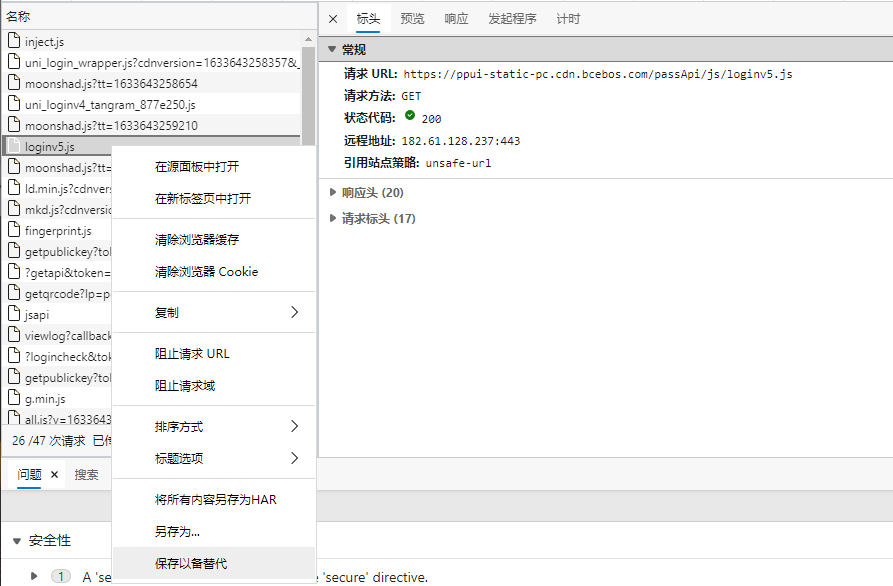 名称
inject.js
uni_login_wrapper.js?cdnversion=1633643258357&_
moonshad.js?tt=1633643258654
uni_loginv4_tangram_877e250.js
moonshad.js?tt=1633643259210
loginv5.js
moonshad.js?tt=
ld.min.js?cdnvers
mkd.js?cdnversio
fingerprint.js
getpublickey?tol
?getapi&token=
getqrcode?lp=p
jsapi
viewlog?callback
?logincheck&tok
getpublickey?tol
g.min.js
all.js?v=1633643
26 /47 次请求 已传
在源面板中打开
在新标签页中打开
清除浏览器缓存
清除浏览器 Cookie
复制
阻止请求 URL
阻止请求域
排序方式
标题选项
将所有内容另存为HAR
另存为...
保存以备替代
标头 预览 响应 发起程序 计时
常规
请求 URL: https://ppui-static-pc.cdn.bcebos.com/passApi/js/loginv5.js
请求方法: GET
状态代码: 200
远程地址: 182.61.128.237:443
引用站点策略: unsafe-url
响应头 (20)
请求标头 (17)
问题 搜索
安全性
1 A 'se 'secure' directive.